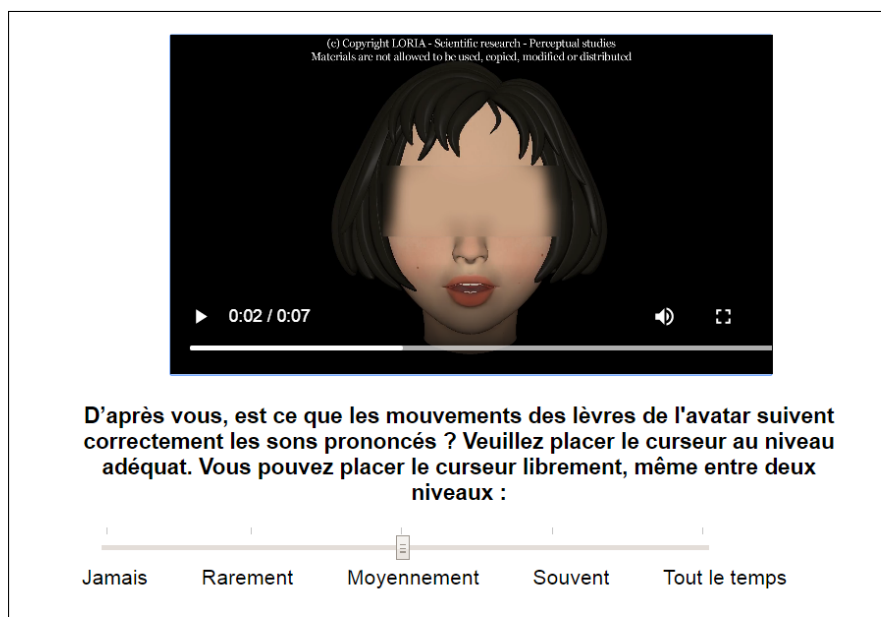 (c) Copyright LORIA - Scientific research - Perceptual studies
Materials are not allowed to be used, copied, modified or distributed
0:02 / 0:07
D'après vous, est ce que les mouvements des lèvres de l'avatar suivent
correctement les sons prononcés ? Veuillez placer le curseur au niveau
adéquat. Vous pouvez placer le curseur librement, même entre deux
niveaux :
Jamais Rarement Moyennement Souvent Tout le temps